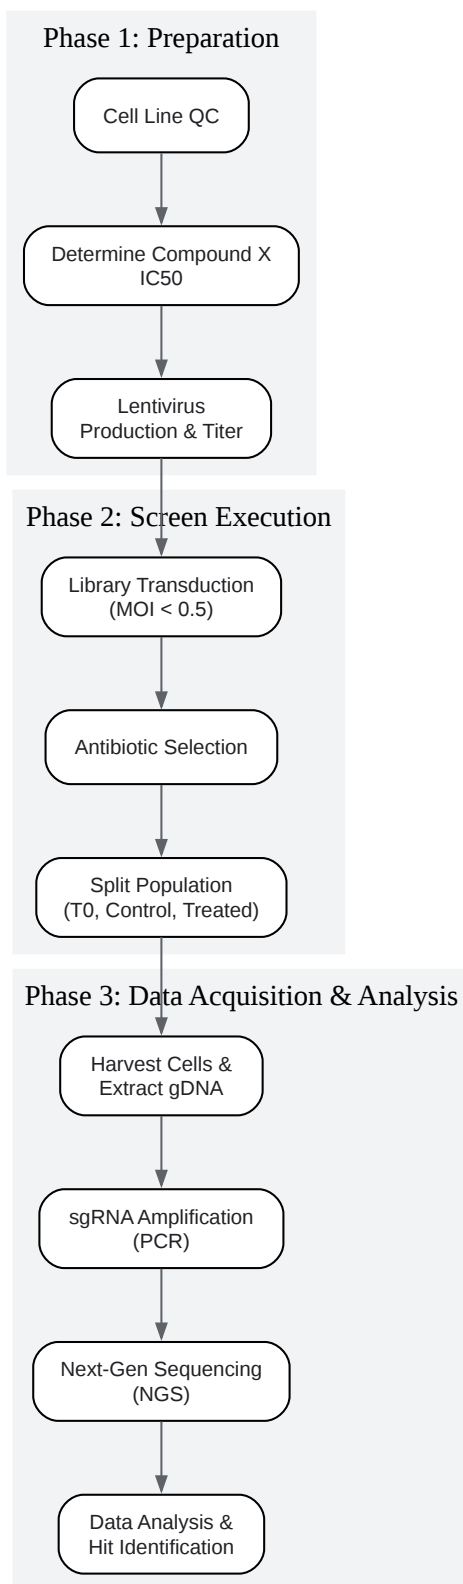 Phase 1: Preparation
Cell Line QC
Determine Compound X
IC50
Lentivirus
Production & Titer
Phase 2: Screen Execution
Library Transduction
(MOI < 0.5)
Antibiotic Selection
Split Population
(T0, Control, Treated)
Phase 3: Data Acquisition & Analysis
Harvest Cells &
Extract gDNA
sgRNA Amplification
(PCR)
Next-Gen Sequencing
(NGS)
Data Analysis &
Hit Identification